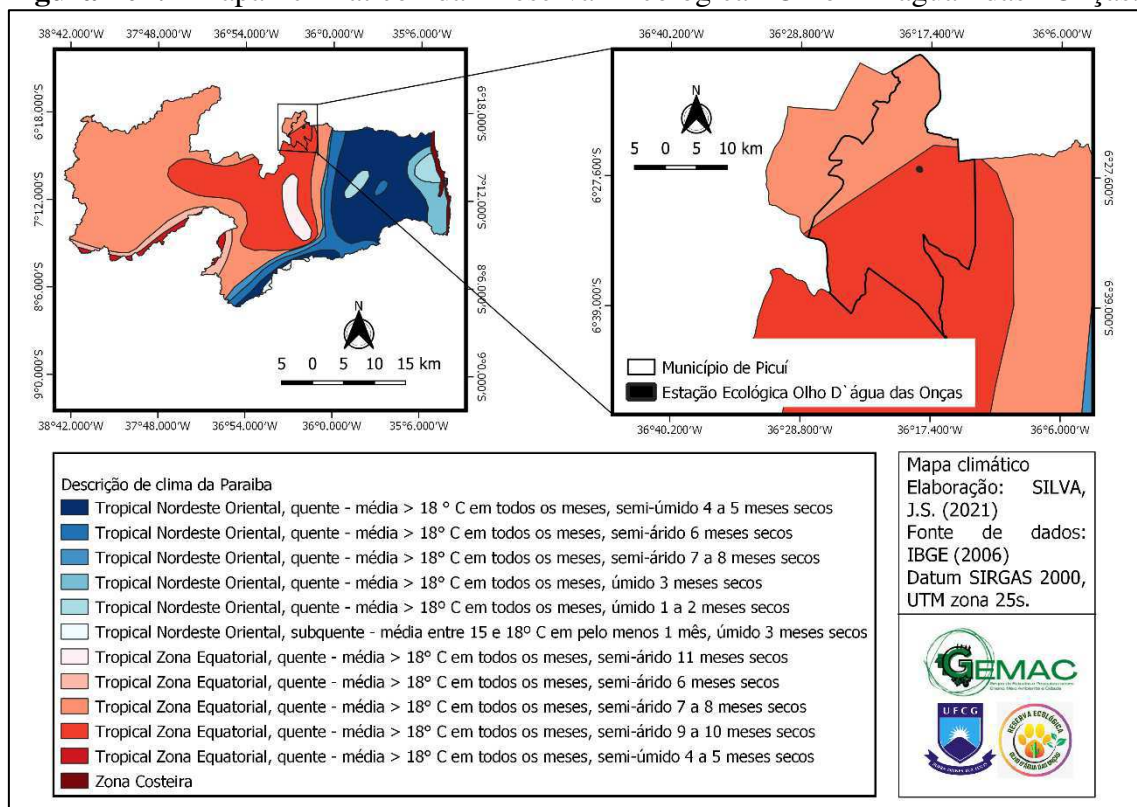 38°42.000'W 37°48.000'W 36°54.000'W 36°0.000'W 35°6.000'W
36°40.200'W 36°28.800'W 36°17.400'W 36°6.000'W
6°18.000'S 7°12.000'S 8°6.000'S 9°0.000'S
6°18.000'S 7°12.000'S 8°6.000'S 9°0.000'S
N
5 0 5 10 15 km
38°42.000'W 37°48.000'W 36°54.000'W 36°0.000'W 35°6.000'W
6°27.600'S 6°39.000'S
6°27.600'S 6°39.000'S
N
5 0 5 10 km
Município de Picuí
Estação Ecológica Olho D`água das Onças
36°40.200'W 36°28.800'W 36°17.400'W 36°6.000'W
Descrição de clima da Paraiba
Tropical Nordeste Oriental, quente - média > 18 ° C em todos os meses, semi-úmido 4 a 5 meses secos
Tropical Nordeste Oriental, quente - média > 18° C em todos os meses, semi-árido 6 meses secos
Tropical Nordeste Oriental, quente - média > 18° C em todos os meses, semi-árido 7 a 8 meses secos
Tropical Nordeste Oriental, quente - média > 18° C em todos os meses, úmido 3 meses secos
Tropical Nordeste Oriental, quente - média > 18º C em todos os meses, úmido 1 a 2 meses secos
Tropical Nordeste Oriental, subquente - média entre 15 e 18º C em pelo menos 1 mês, úmido 3 meses secos
Tropical Zona Equatorial, quente - média > 18° C em todos os meses, semi-árido 11 meses secos
Tropical Zona Equatorial, quente - média > 18° C em todos os meses, semi-árido 6 meses secos
Tropical Zona Equatorial, quente - média > 18° C em todos os meses, semi-árido 7 a 8 meses secos
Tropical Zona Equatorial, quente - média > 18° C em todos os meses, semi-árido 9 a 10 meses secos
Tropical Zona Equatorial, quente - média > 18° C em todos os meses, semi-úmido 4 a 5 meses secos
Zona Costeira
Mapa climático
Elaboração: SILVA,
J.S. (2021)
Fonte de dados:
IBGE (2006)
Datum SIRGAS 2000,
UTM zona 25s.
GEMAC
UFCG
RESERVA ECOLÓGICA
OLHO D'ÁGUA DAS ONÇAS